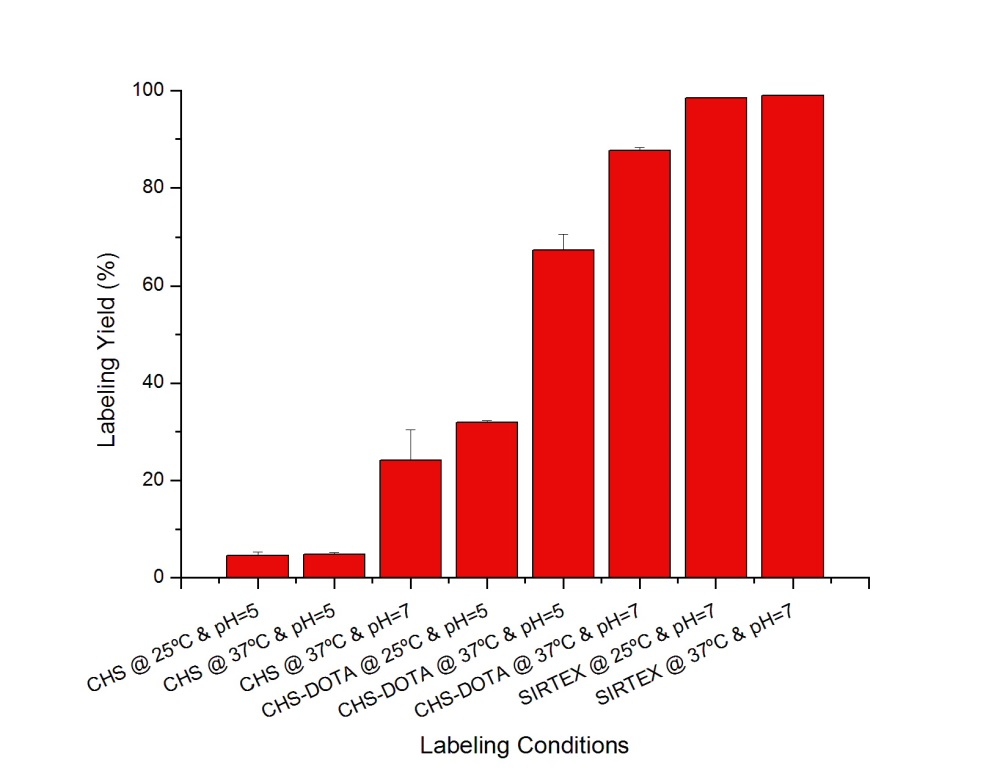 100
80
60
40
20
0
Labeling Yield (%)
CHS @ 25ºC & pH=5
CHS @ 37ºC & pH=5
CHS @ 37ºC & pH=7
CHS-DOTA @ 25ºC & pH=5
CHS-DOTA @ 37ºC & pH=5
CHS-DOTA @ 37ºC & pH=7
SIRTEX @ 25ºC & pH=7
SIRTEX @ 37ºC & pH=7
Labeling Conditions